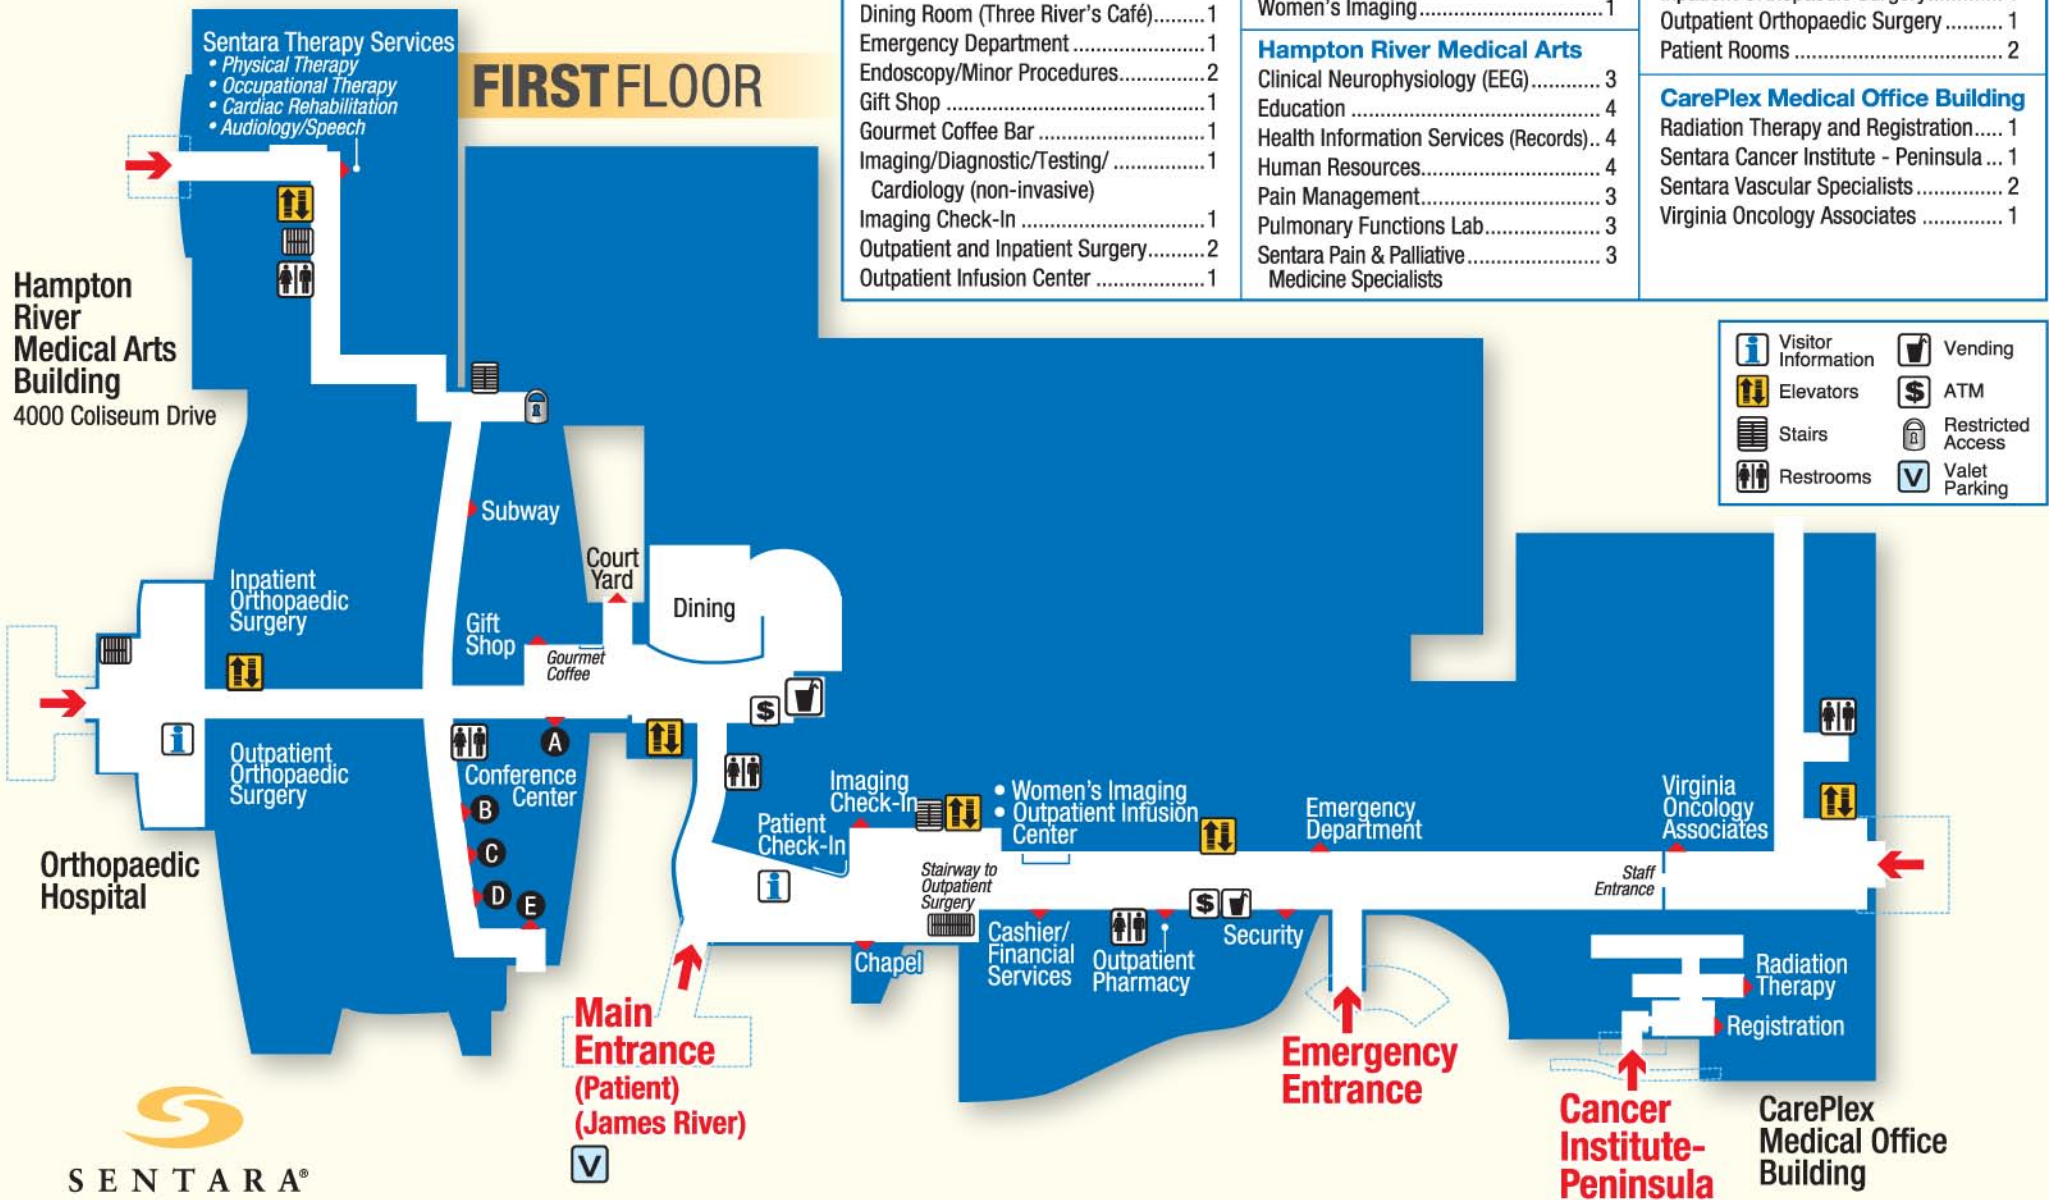 Sentara Therapy Services
• Physical Therapy
• Occupational Therapy
• Cardiac Rehabilitation
• Audiology/Speech
FIRST FLOOR
Dining Room (Three River's Café).........1
Emergency Department......................1
Endoscopy/Minor Procedures..............2
Gift Shop ...........................................1
Gourmet Coffee Bar ...........................1
Imaging/Diagnostic/Testing/ ...............1
Cardiology (non-invasive)
Imaging Check-In ..............................1
Outpatient and Inpatient Surgery..........2
Outpatient Infusion Center ..................1
Women's Imaging..............................1
Hampton River Medical Arts
Clinical Neurophysiology (EEG)............ 3
Education .......................................... 4
Health Information Services (Records).. 4
Human Resources.............................. 4
Pain Management.............................. 3
Pulmonary Functions Lab................... 3
Sentara Pain & Palliative...................... 3
Medicine Specialists
Outpatient Orthopaedic Surgery.......... 1
Patient Rooms ................................... 2
CarePlex Medical Office Building
Radiation Therapy and Registration..... 1
Sentara Cancer Institute - Peninsula ... 1
Sentara Vascular Specialists............... 2
Virginia Oncology Associates ............. 1
Visitor
Information
Vending
Elevators
$ ATM
Stairs
Restricted
Access
Restrooms
V Valet
Parking
Hampton
River
Medical Arts
Building
4000 Coliseum Drive
Subway
Court
Yard
Dining
Inpatient
Orthopaedic
Surgery
Gift
Shop
Gourmet
Coffee
$
i
Outpatient
Orthopaedic
Surgery
A
Conference
Center
B
C
D
E
Orthopaedic
Hospital
Imaging
Check-In
Patient
Check-In
i
• Women's Imaging
• Outpatient Infusion
Center
Emergency
Department
Virginia
Oncology
Associates
Stairway to
Outpatient
Surgery
Staff
Entrance
$
Chapel
Cashier/
Financial
Services
Outpatient
Pharmacy
Security
Radiation
Therapy
Registration
Main
Entrance
(Patient)
(James River)
V
Emergency
Entrance
Cancer
Institute-
Peninsula
CarePlex
Medical Office
Building
SENTARA®